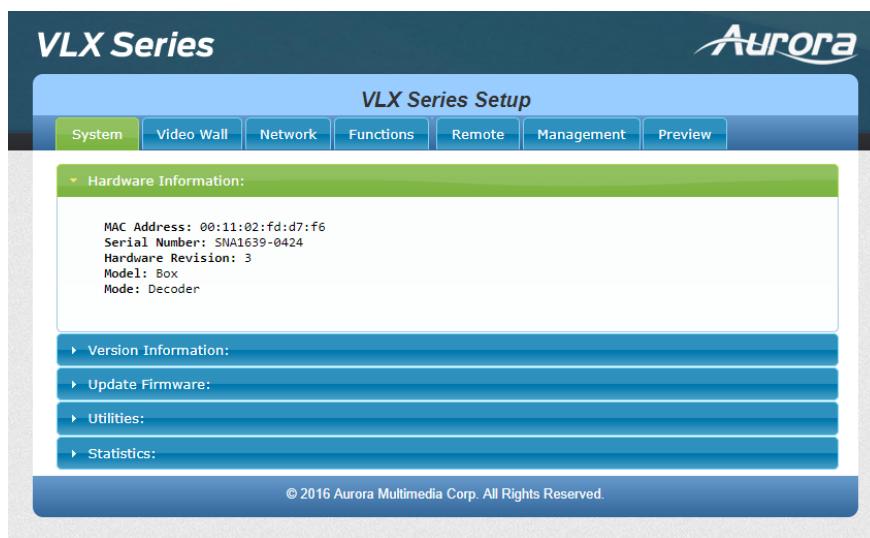 VLX Series
Aurora
VLX Series Setup
System Video Wall Network Functions Remote Management Preview
Hardware Information:
MAC Address: 00:11:02:fd:d7:f6
Serial Number: SNA1639-0424
Hardware Revision: 3
Model: Box
Mode: Decoder
Version Information:
Update Firmware:
Utilities:
Statistics:
© 2016 Aurora Multimedia Corp. All Rights Reserved.